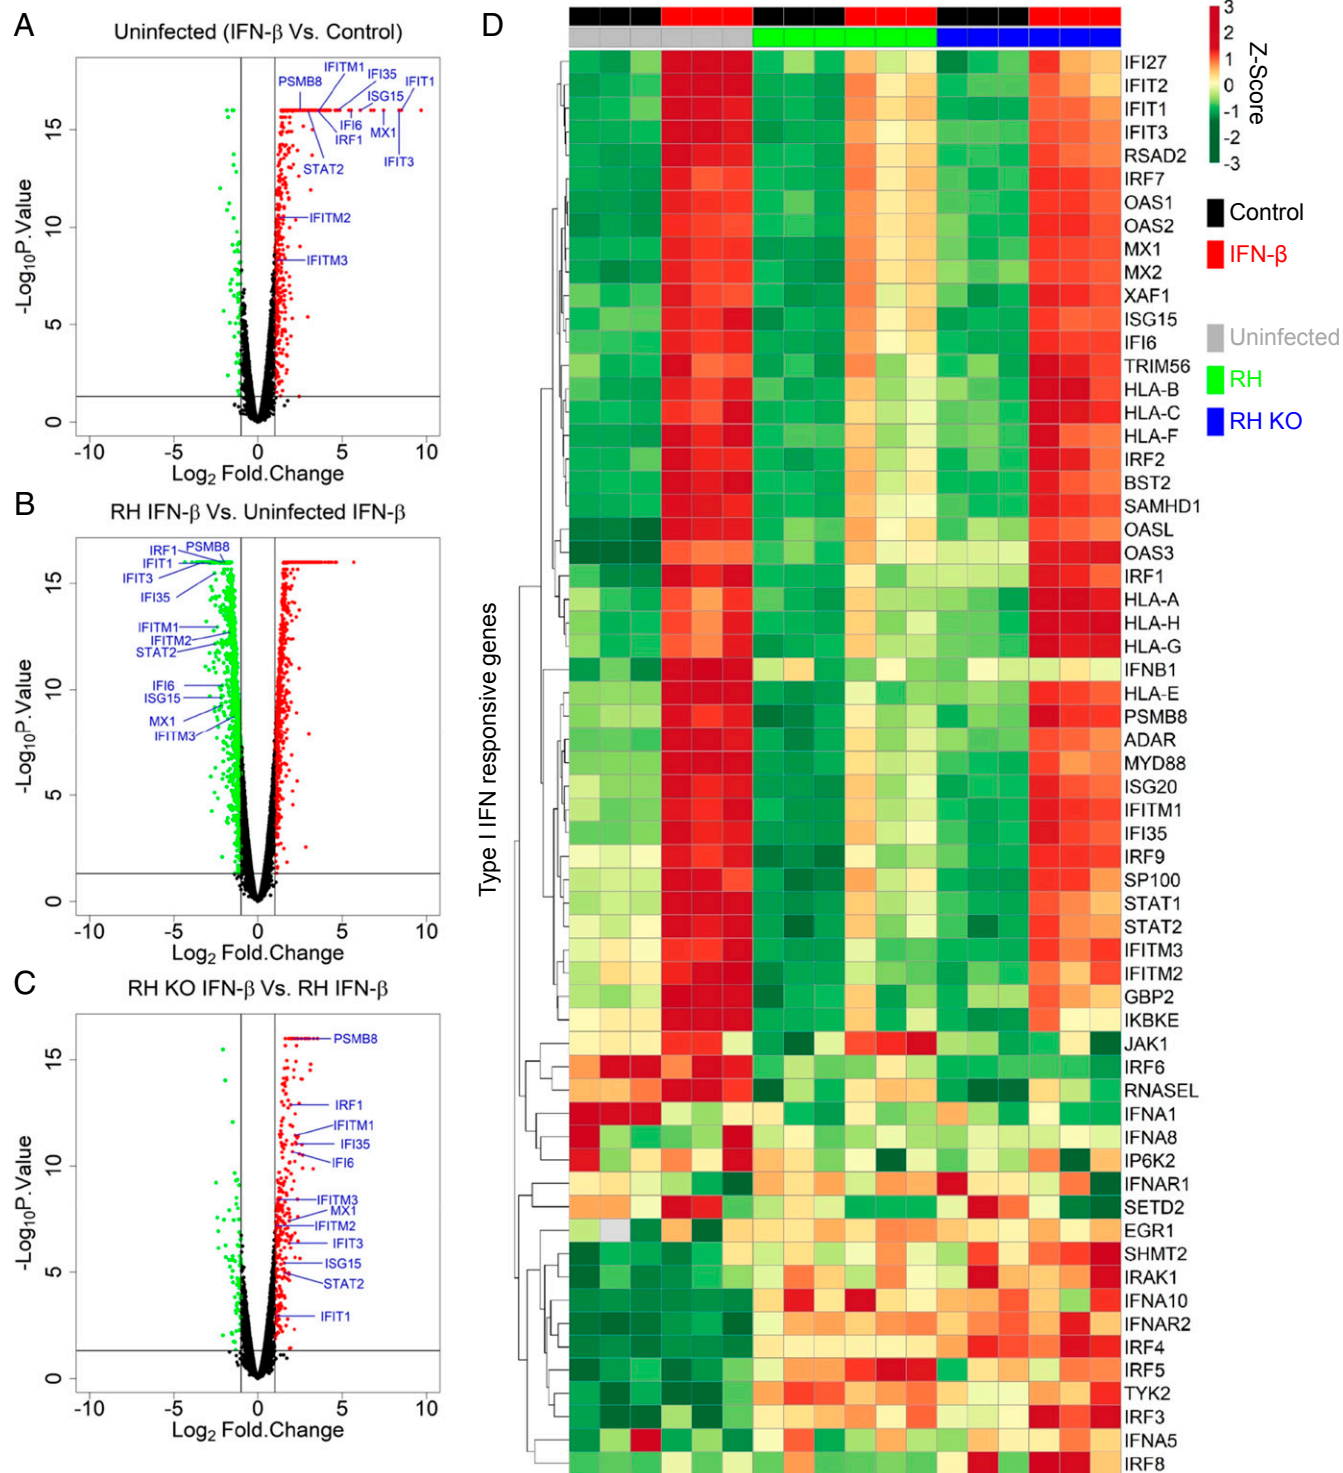 A
Uninfected (IFN-β Vs. Control)
IFITM1
PSMB8
IFI35
IFIT1
ISG15
IFI6
IRF1
MX1
STAT2
IFIT3
IFITM2
IFITM3
-Log10P.Value
0
5
10
15
-10
-5
0
5
10
Log2 Fold.Change
B
RH IFN-β Vs. Uninfected IFN-β
IRF1
PSMB8
IFIT1
IFIT3
IFI35
IFITM1
IFITM2
STAT2
IFI6
ISG15
MX1
IFITM3
-Log10P.Value
0
5
10
15
-10
-5
0
5
10
Log2 Fold.Change
C
RH KO IFN-β Vs. RH IFN-β
PSMB8
IRF1
IFITM1
IFI35
IFI6
IFITM3
MX1
IFITM2
IFIT3
ISG15
STAT2
IFIT1
-Log10P.Value
0
5
10
15
-10
-5
0
5
10
Log2 Fold.Change
D
Type I IFN responsive genes
IFI27
IFIT2
IFIT1
IFIT3
RSAD2
IRF7
OAS1
OAS2
MX1
MX2
XAF1
ISG15
IFI6
TRIM56
HLA-B
HLA-C
HLA-F
IRF2
BST2
SAMHD1
OASL
OAS3
IRF1
HLA-A
HLA-H
HLA-G
IFNB1
HLA-E
PSMB8
ADAR
MYD88
ISG20
IFITM1
IFI35
IRF9
SP100
STAT1
STAT2
IFITM3
IFITM2
GBP2
IKBKE
JAK1
IRF6
RNASEL
IFNA1
IFNA8
IP6K2
IFNAR1
SETD2
EGR1
SHMT2
IRAK1
IFNA10
IFNAR2
IRF4
IRF5
TYK2
IRF3
IFNA5
IRF8
3
2
1
0
-1
-2
-3
Z-Score
Control
IFN-β
Uninfected
RH
RH KO